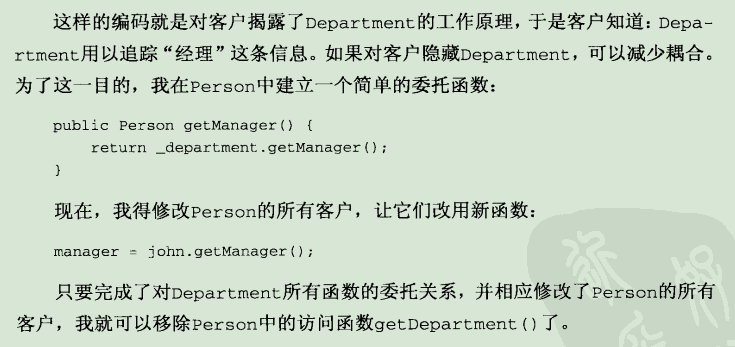 这样的编码就是对客户揭露了Department的工作原理，于是客户知道：Depa-
rtment用以追踪“经理”这条信息。如果对客户隐藏Department，可以减少耦合。
为了这一目的，我在Person中建立一个简单的委托函数：
public Person getManager() {
    return _department.getManager();
}
现在，我得修改Person的所有客户，让它们改用新函数：
manager = john.getManager();
只要完成了对Department所有函数的委托关系，并相应修改了Person的所有
客户，我就可以移除Person中的访问函数getDepartment()了。